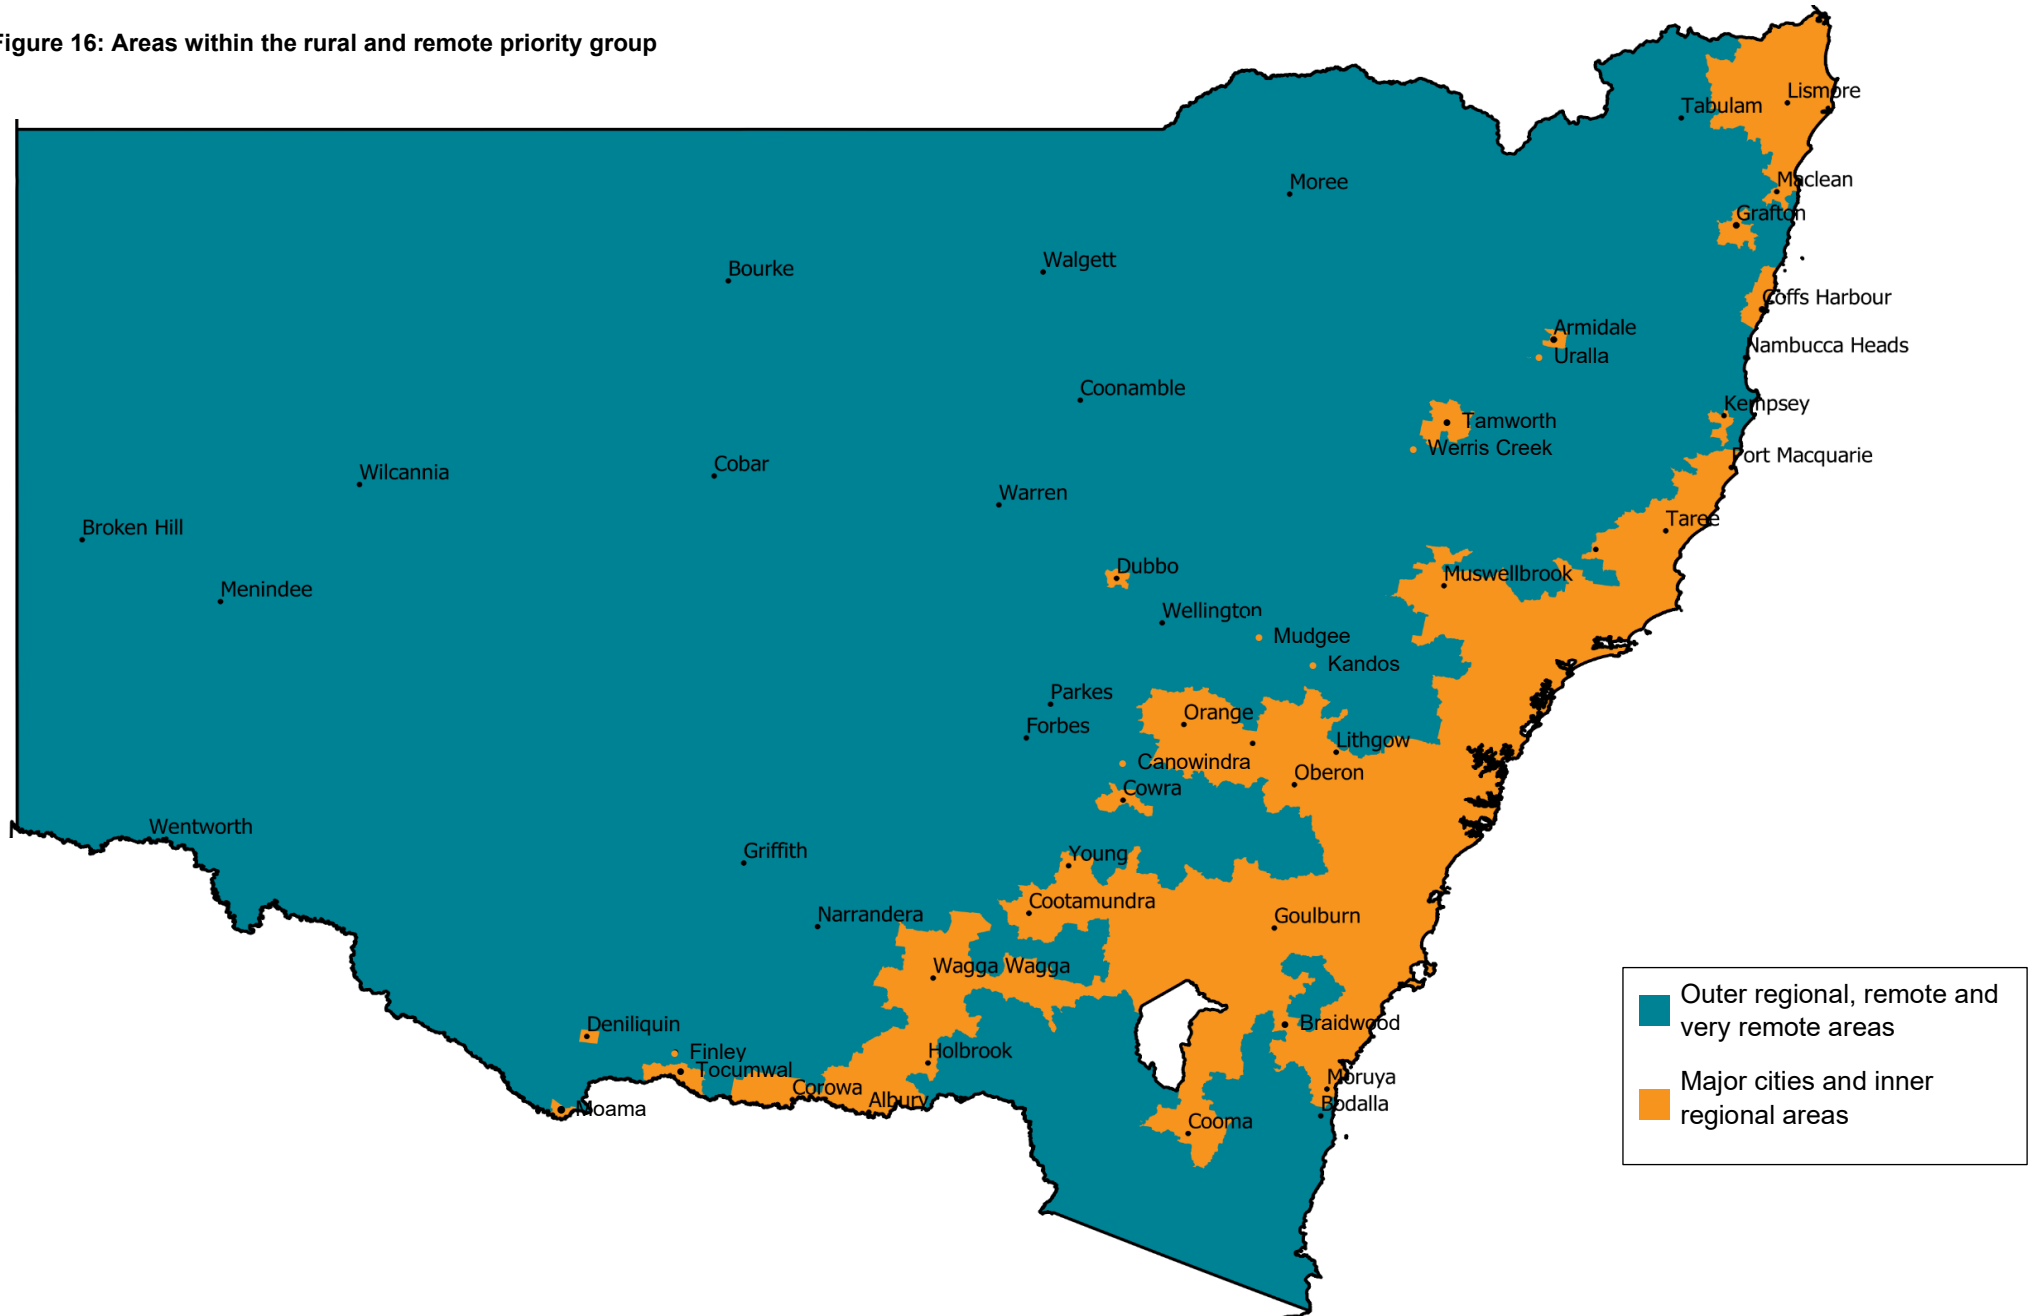 Figure 16: Areas within the rural and remote priority group
Lismore
Tabulam
Maclean
Moree
Grafton
Walgett
Bourke
Coffs Harbour
Armidale
Nambucca Heads
Uralla
Coonamble
Kempsey
Tamworth
Werris Creek
Port Macquarie
Cobar
Wilcannia
Warren
Taree
Broken Hill
Dubbo
Muswellbrook
Menindee
Wellington
Mudgee
Kandos
Parkes
Orange
Forbes
Lithgow
Canowindra
Oberon
Cowra
Wentworth
Griffith
Young
Cootamundra
Narrandera
Goulburn
Wagga Wagga
Outer regional, remote and
very remote areas
Deniliquin
Braidwood
Finley
Holbrook
Tocumwal
Moruya
Major cities and inner
regional areas
Corowa
Albury
Bodalla
Moama
Cooma